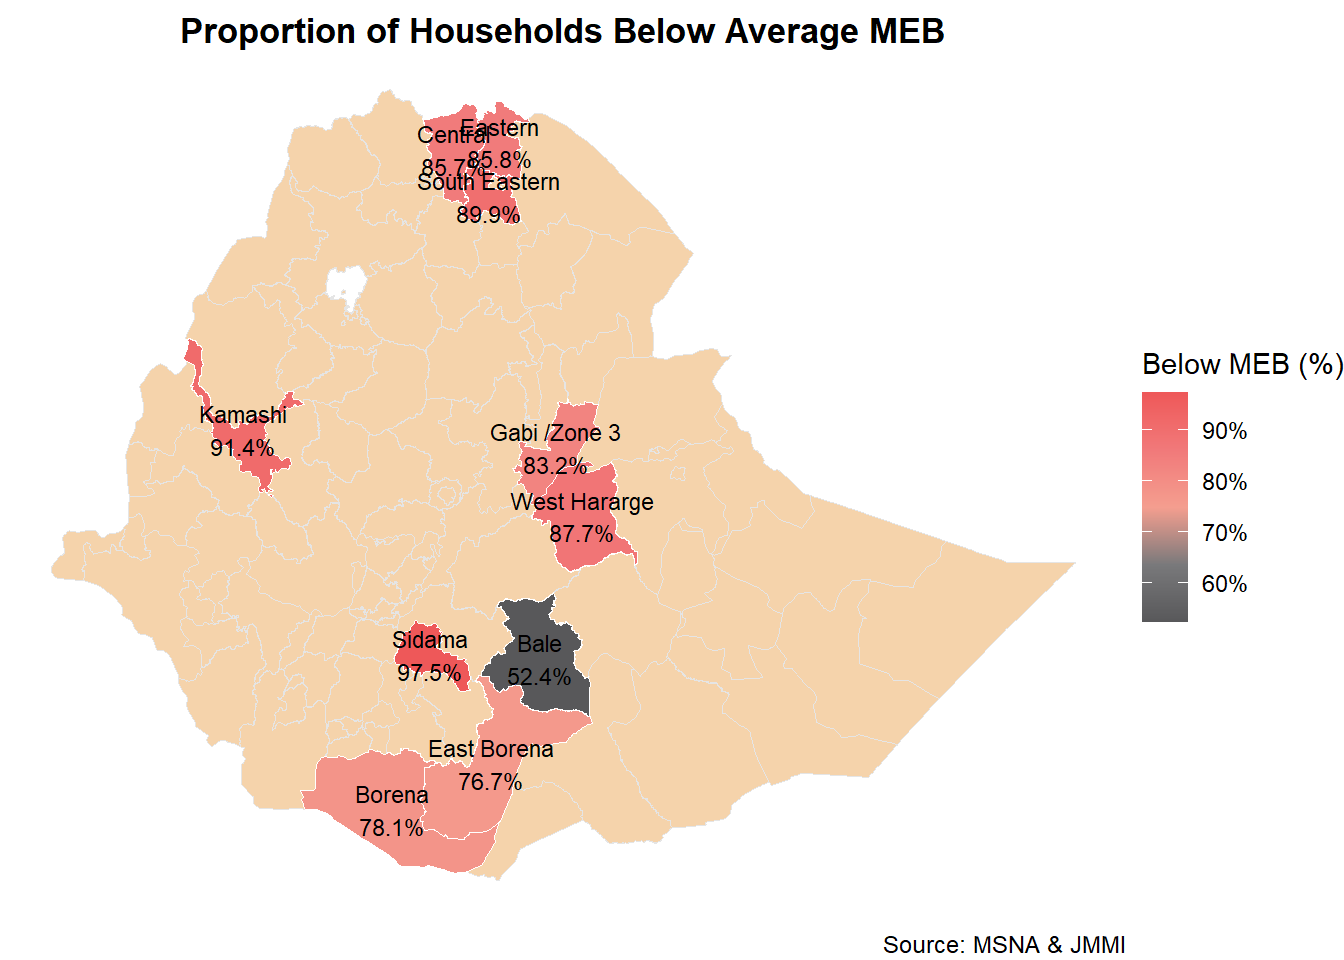 Proportion of Households Below Average MEB
Central
85.7%
Eastern
85.8%
South Eastern
89.9%
Kamashi
91.4%
Gabi /Zone 3
83.2%
West Hararge
87.7%
Sidama
97.5%
Bale
52.4%
East Borena
76.7%
Borena
78.1%
Below MEB (%)
90%
80%
70%
60%
Source: MSNA & JMMI